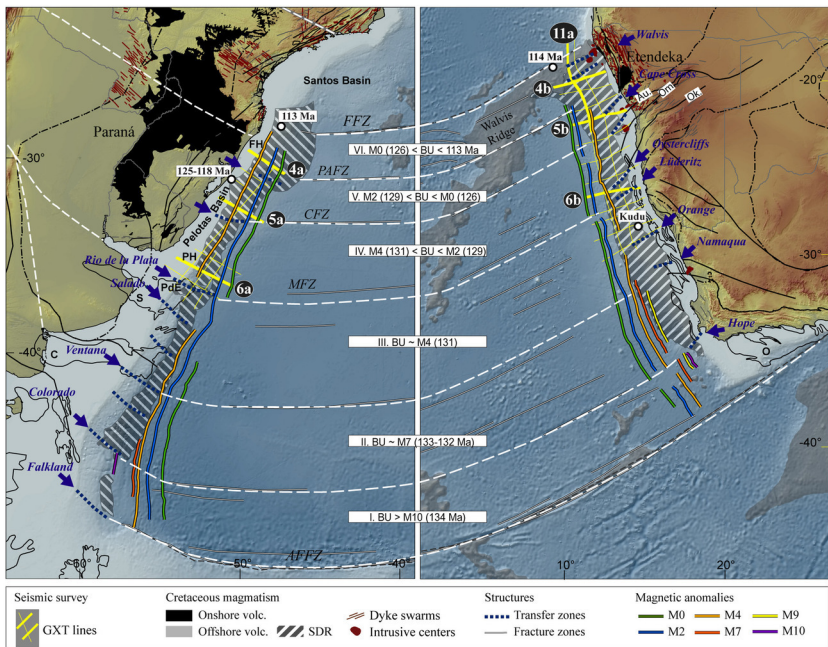 Santos Basin
113 Ma
FFZ
Paraná
FH
VI. M0 (126) < BU < 113 Ma
-30°
125-118 Ma
PAFZ
4a
V. M2 (129) < BU < M0 (126)
Pelotas Basin
CFZ
5a
IV. M4 (131) < BU < M2 (129)
PH
Rio de la Plata
PdE
6a
MFZ
Salado
S
III. BU ~ M4 (131)
-40°
C
Ventana
Colorado
II. BU ~ M7 (133-132 Ma)
Falkland
I. BU > M10 (134 Ma)
AFFZ
50°
-40°
11a
Walvis
114 Ma
Etendeka
Cape Cross
4b
Au.
Om
Ok.
Walvis
Ridge
5b
Oystercliffs
-30°
Lüderitz
6b
Kudu
Orange
Namaqua
Hope
O
-40°
10°
20°
Seismic survey
GXT lines
Cretaceous magmatism
Onshore volc.
Offshore volc.
SDR
Dyke swarms
Intrusive centers
Structures
Transfer zones
Fracture zones
Magnetic anomalies
M0
M4
M9
M2
M7
M10